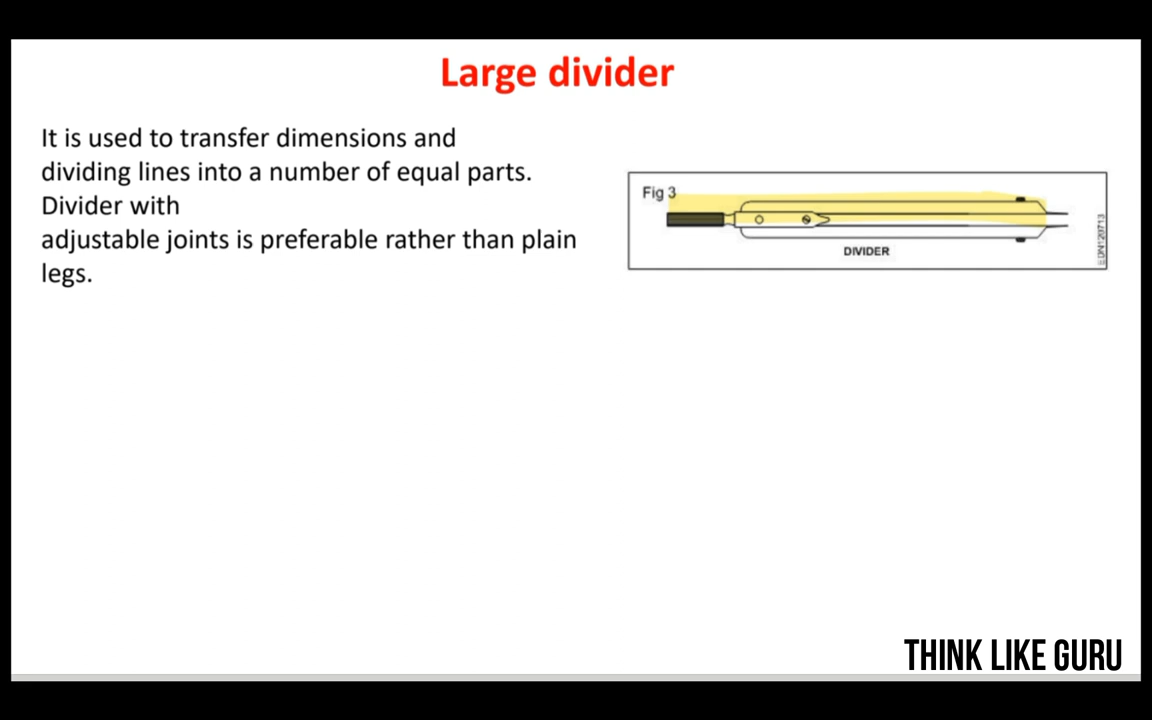 Large divider
It is used to transfer dimensions and
dividing lines into a number of equal parts.
Divider with
adjustable joints is preferable rather than plain
legs.
Fig 3
DIVIDER
EDN120713
THINK LIKE GURU